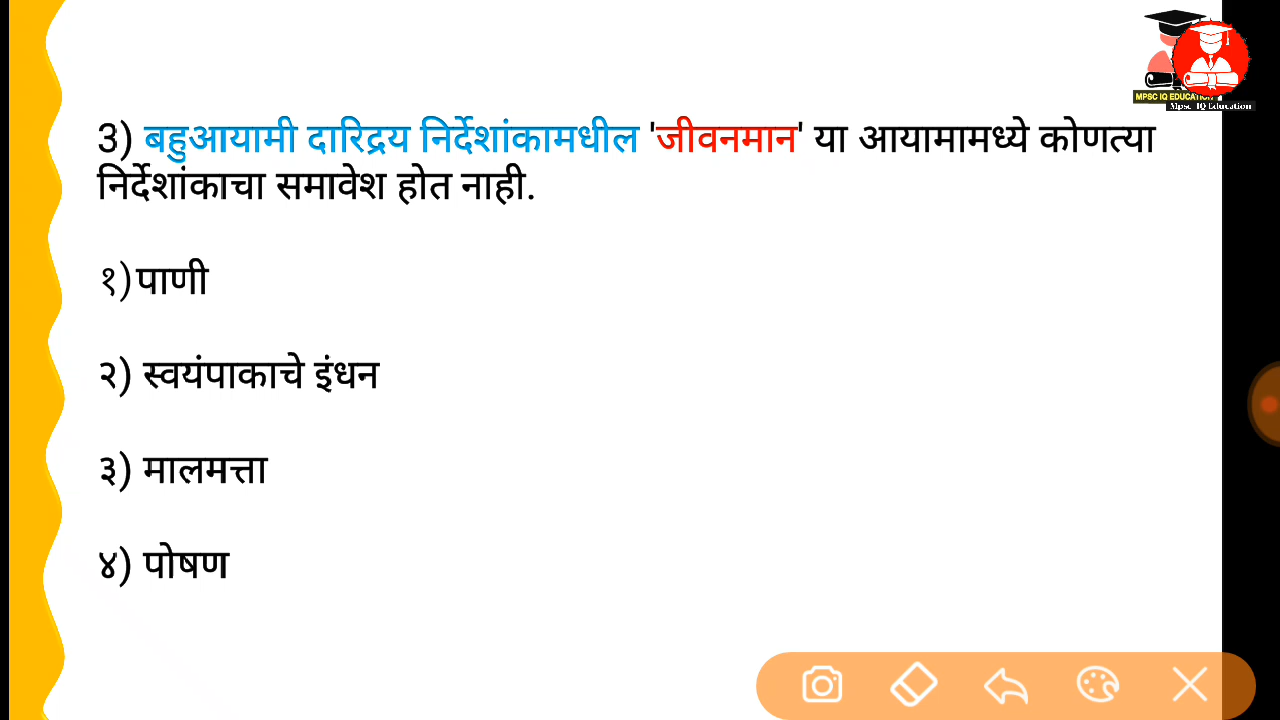 MPSC IQ EDUCATION
Mpsc IQ Education
3) बहुआयामी दारिद्रय निर्देशांकामधील 'जीवनमान' या आयामामध्ये कोणत्या
निर्देशांकाचा समावेश होत नाही.
१) पाणी
२) स्वयंपाकाचे इंधन
३) मालमत्ता
४) पोषण